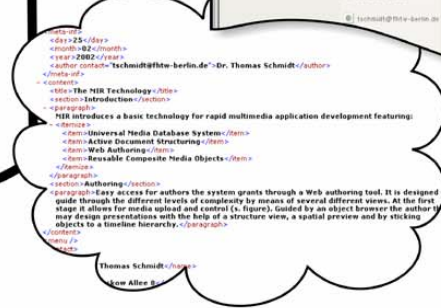 tschmidt@fhtw-berlin.de
meta-inf>
<day>25</day>
<month>02</month>
<year>2002</year>
<author contact="tschmidt@fhtw-berlin.de">Dr. Thomas Schmidt</author>
</meta-inf>
- <content>
<title>The MIR Technology</title>
<section>Introduction</section>
- <paragraph>
MIR introduces a basic technology for rapid multimedia application development featuring:
- <itemize>
<item>Universal Media Database System</item>
<item>Active Document Structuring</item>
<item>Web Authoring</item>
<item>Reusable Composite Media Objects</item>
</itemize>
</paragraph>
<section>Authoring</section>
<paragraph>Easy access for authors the system grants through a Web authoring tool. It is designed
guide through the different levels of complexity by means of several different views. At the first
stage it allows for media upload and control (s. figure). Guided by an object browser the author
may design presentations with the help of a structure view, a spatial preview and by sticking
objects to a timeline hierarchy.</paragraph>
</content>
menu />
Thomas Schmidt</name>
kow Allee 8